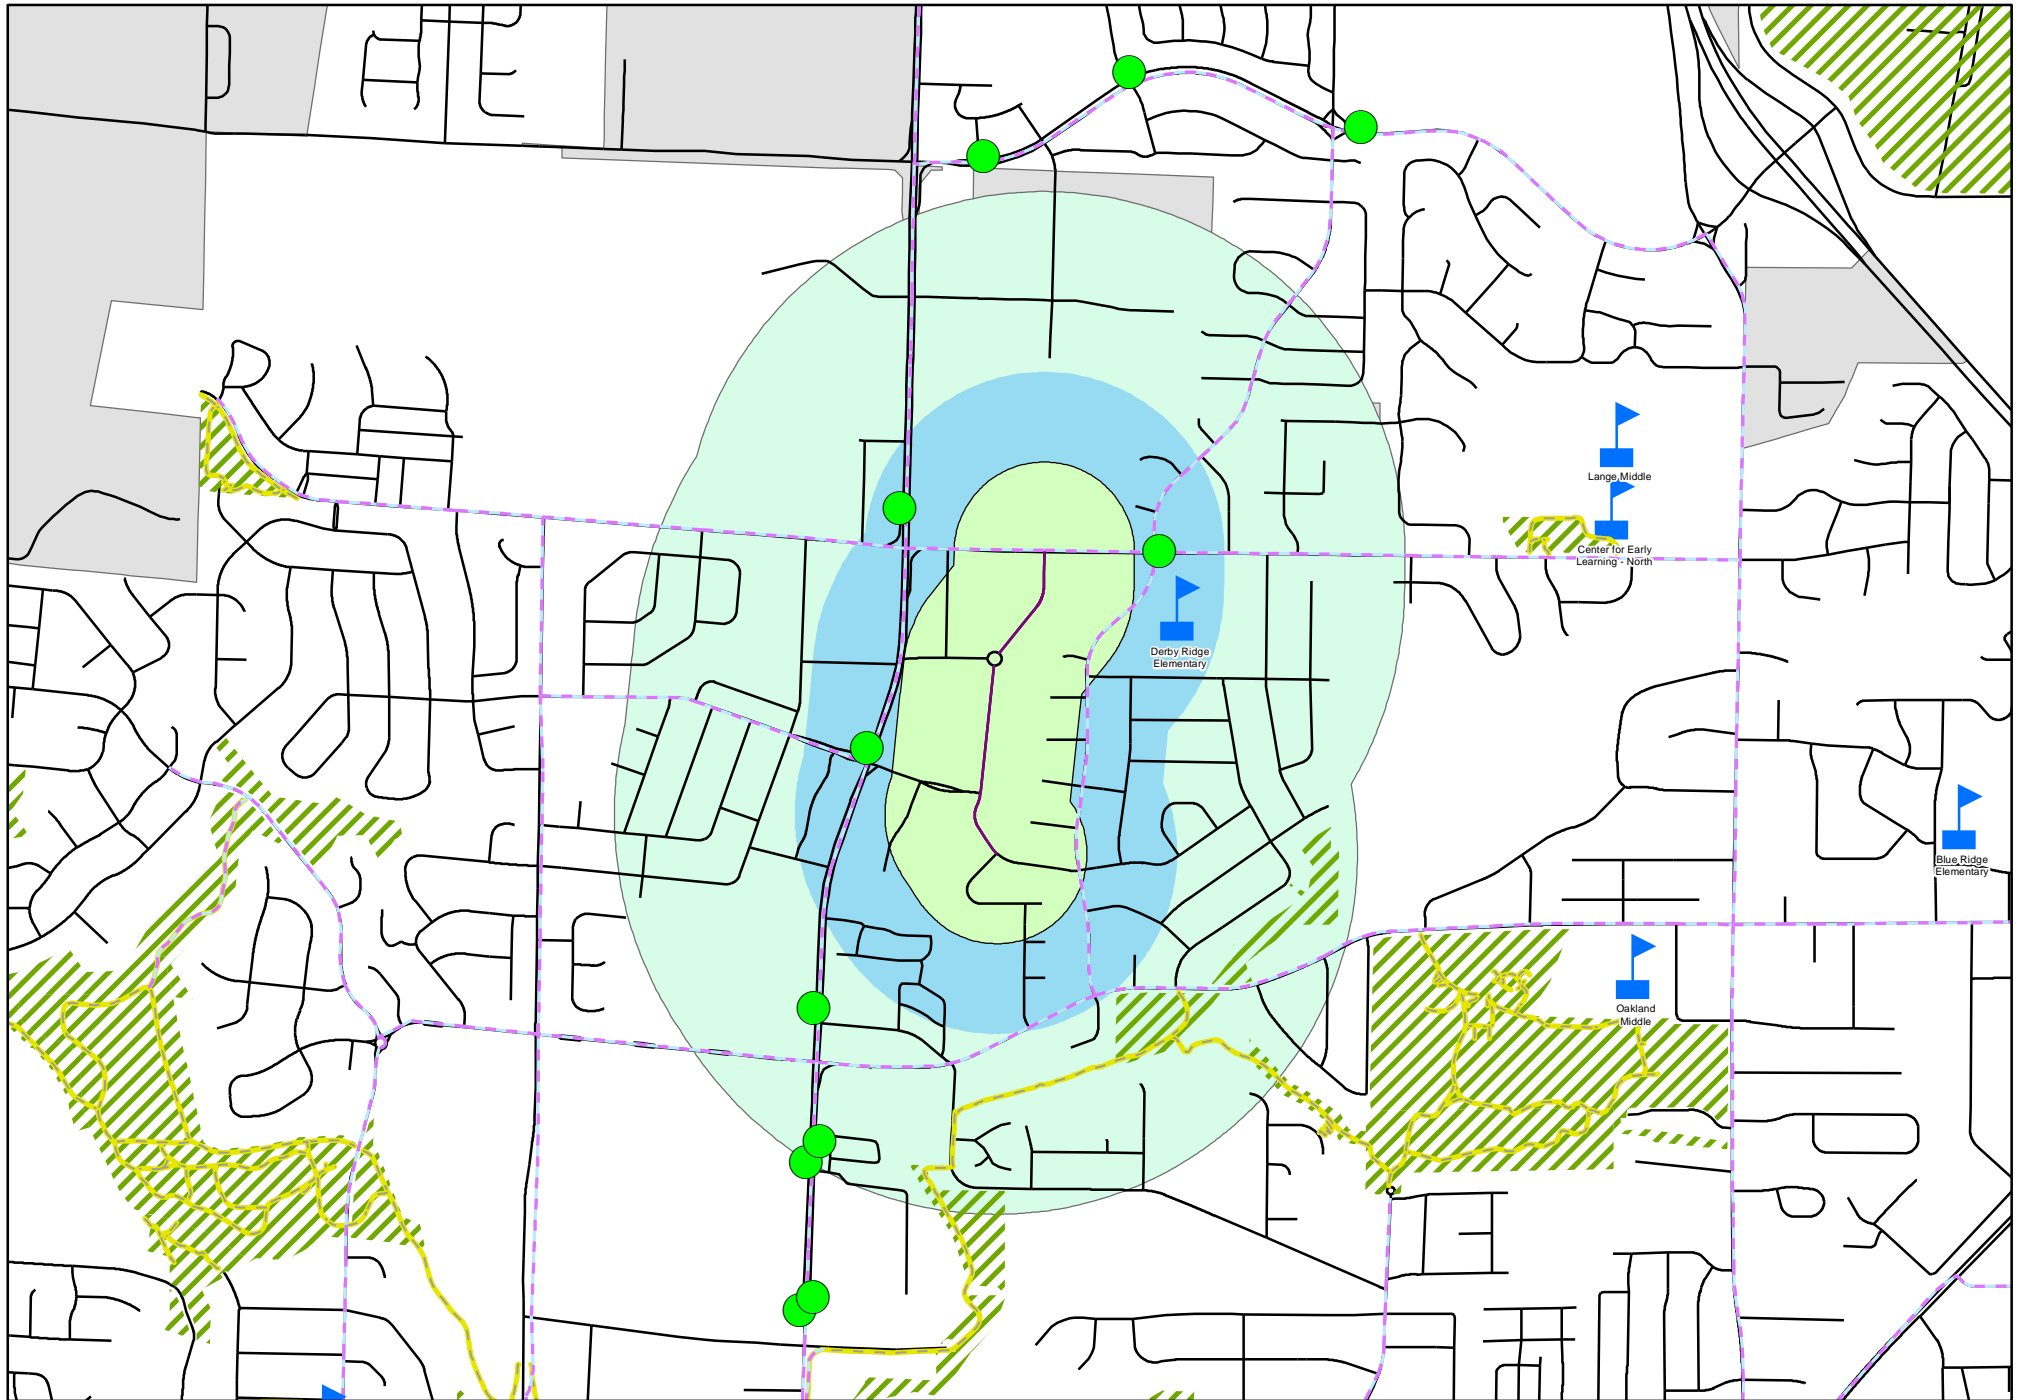 Lange Middle
Center for Early
Learning - North
Derby Ridge
Elementary
Blue Ridge
Elementary
Oakland
Middle